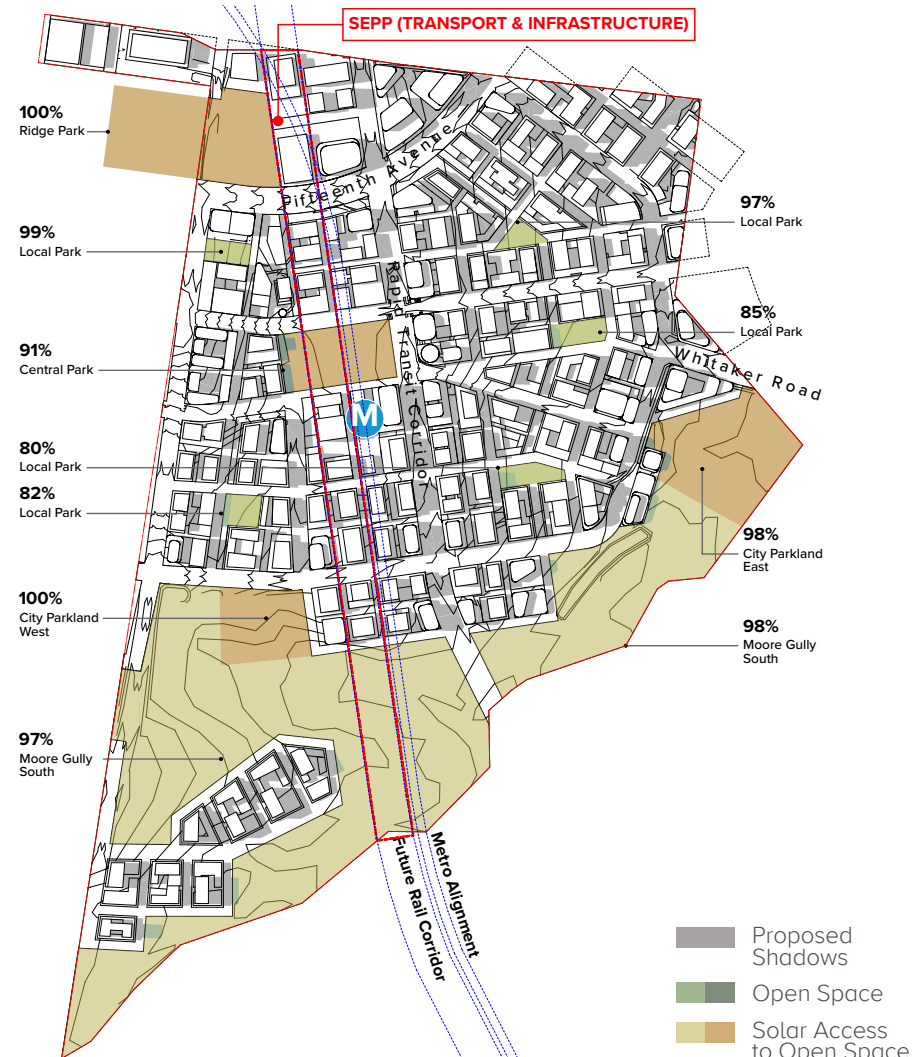 SEPP (TRANSPORT & INFRASTRUCTURE)
100%
Ridge Park
Fifteenth Avenue
97%
Local Park
99%
Local Park
Rapid Transit Corridor
85%
Local Park
91%
Central Park
Whitaker Road
M
80%
Local Park
82%
Local Park
98%
City Parkland
East
100%
City Parkland
West
98%
Moore Gully
South
97%
Moore Gully
South
Metro Alignment
Future Rail Corridor
Proposed
Shadows
Open Space
Solar Access
to Open Space